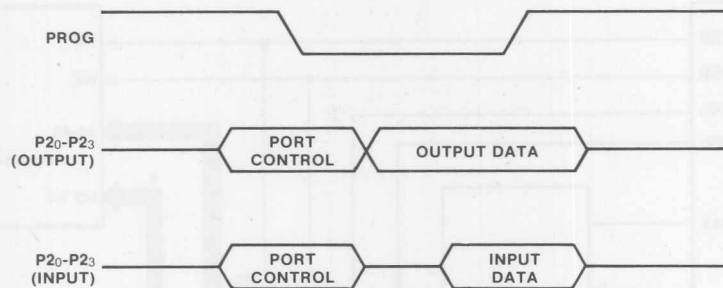 PROG
P20-P23
(OUTPUT)
PORT
CONTROL
OUTPUT DATA
P20-P23
(INPUT)
PORT
CONTROL
INPUT
DATA